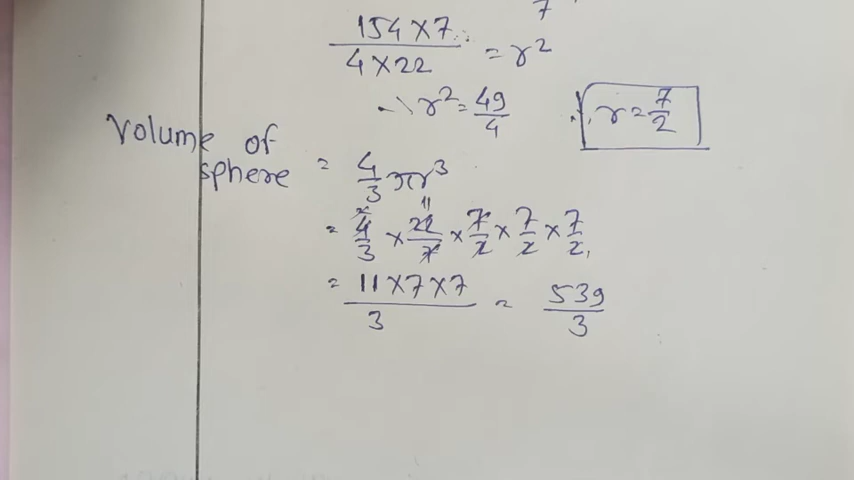 7
154×7 / 4×22 = r²
∴ r² = 49/4 ∴ r = 7/2
Volume of sphere = 4/3 πr³
= 4/3 × 22/7 × 7/2 × 7/2 × 7/2
= 11×7×7 / 3 = 539/3